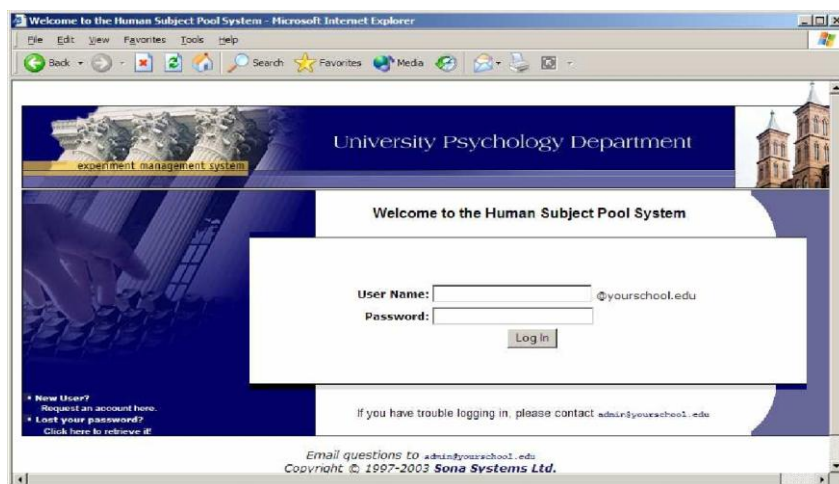 Welcome to the Human Subject Pool System - Microsoft Internet Explorer
File Edit View Favorites Tools Help
Back Search Favorites Media
University Psychology Department
experiment management system
Welcome to the Human Subject Pool System
User Name: @yourschool.edu
Password:
Log In
New User?
Request an account here.
Lost your password?
Click here to retrieve it!
If you have trouble logging in, please contact admin@yourschool.edu
Email questions to admin@yourschool.edu
Copyright © 1997-2003 Sona Systems Ltd.